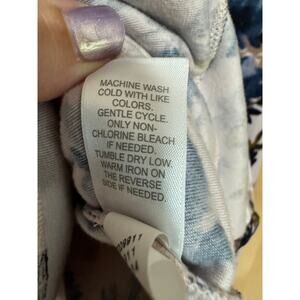 MACHINE WASH
COLD WITH LIKE
COLORS.
GENTLE CYCLE.
ONLY NON-
CHLORINE BLEACH
IF NEEDED.
TUMBLE DRY LOW.
WARM IRON ON
THE REVERSE
SIDE IF NEEDED.